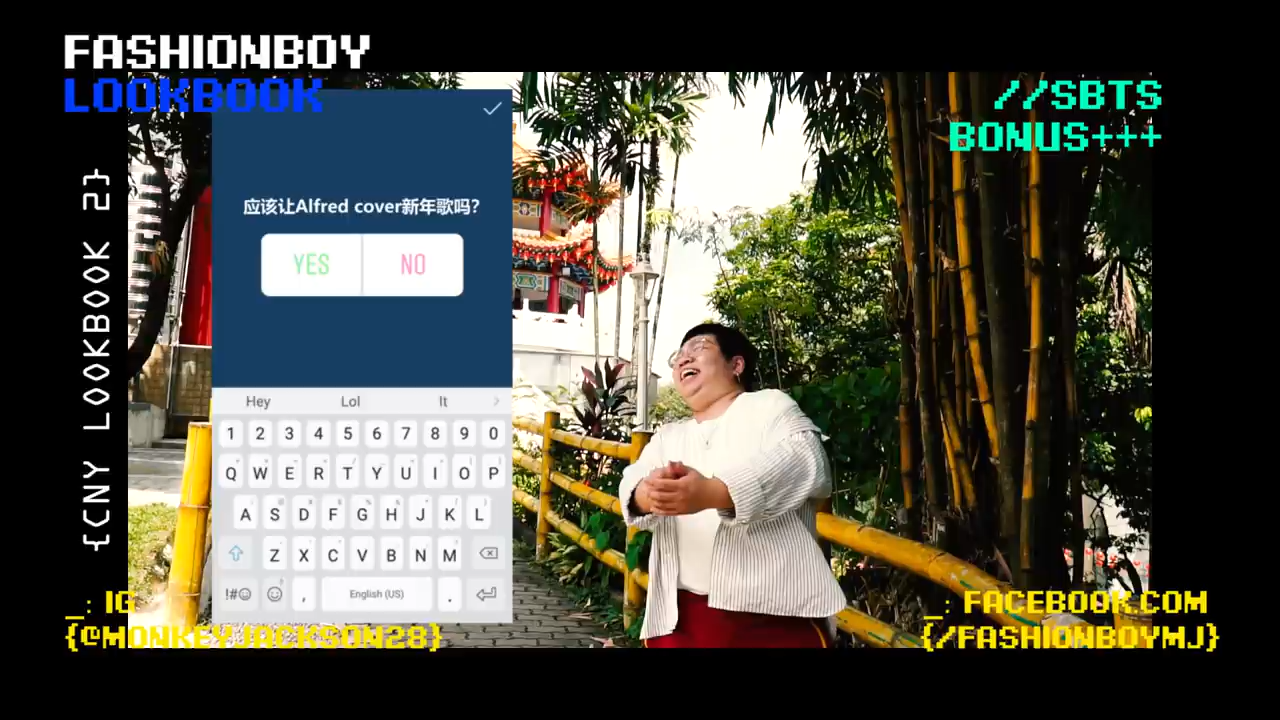 FASHIONBOY
LOOKBOOK
//SBTS
BONUS+++
{CNY LOOKBOOK 2}
应该让Alfred cover新年歌吗?
YES NO
Hey Lol It
1 2 3 4 5 6 7 8 9 0
Q W E R T Y U I O P
A S D F G H J K L
Z X C V B N M
!#☺ , English (US) .
_: IG
{@MONKEYJACKSON28}
_: FACEBOOK.COM
{/FASHIONBOYMJ}